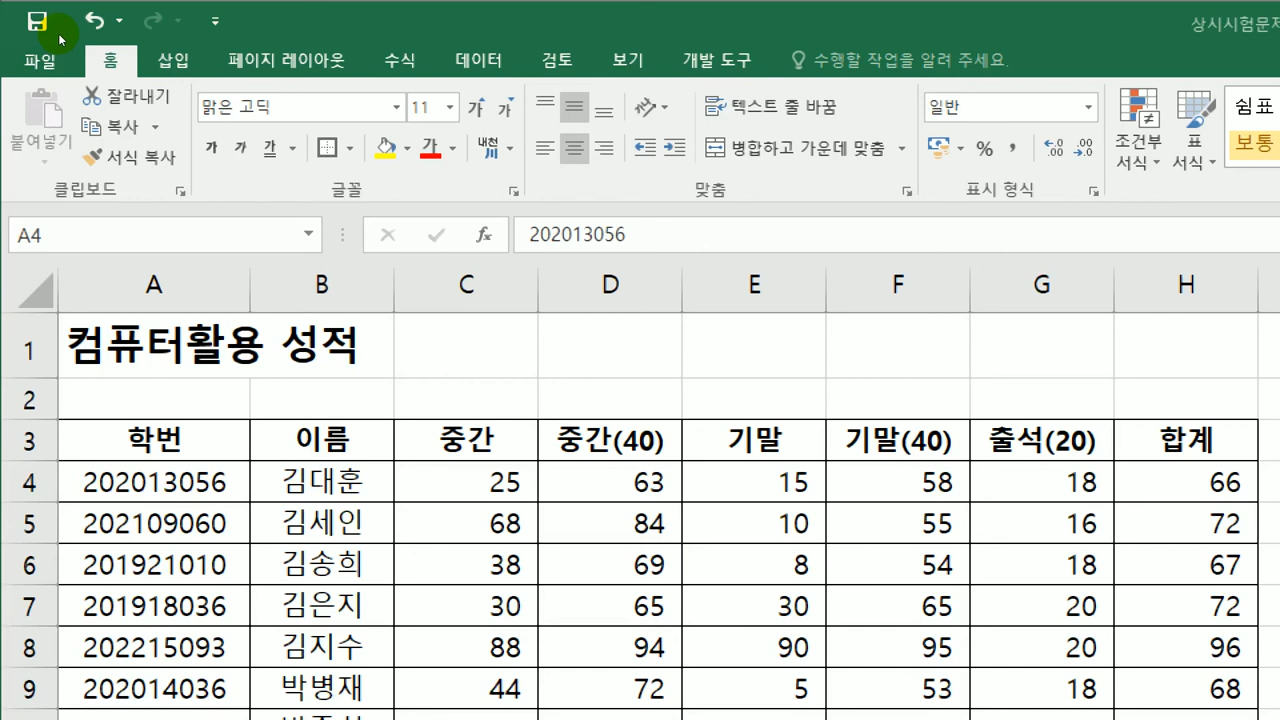 상시시험문제
파일 홈 삽입 페이지 레이아웃 수식 데이터 검토 보기 개발 도구 수행할 작업을 알려 주세요.
붙여넣기 잘라내기 복사 서식 복사 클립보드
맑은 고딕 11 가 가
가 가 가 가 내천 글꼴
텍스트 줄 바꿈
병합하고 가운데 맞춤
맞춤
일반
% ,
표시 형식
조건부 서식 표 서식
쉼표
보통
A4 fx 202013056
A B C D E F G H
1 컴퓨터활용 성적
2
3 학번 이름 중간 중간(40) 기말 기말(40) 출석(20) 합계
4 202013056 김대훈 25 63 15 58 18 66
5 202109060 김세인 68 84 10 55 16 72
6 201921010 김송희 38 69 8 54 18 67
7 201918036 김은지 30 65 30 65 20 72
8 202215093 김지수 88 94 90 95 20 96
9 202014036 박병재 44 72 5 53 18 68